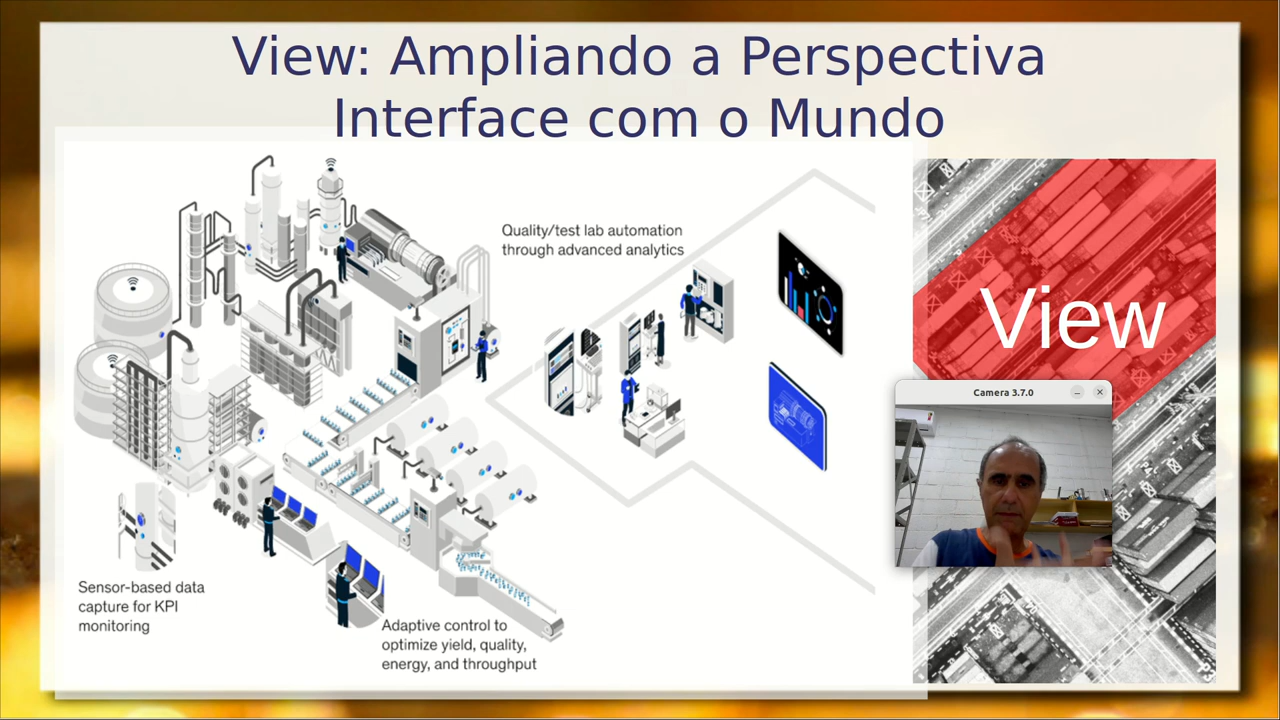 View: Ampliando a Perspectiva
Interface com o Mundo
Quality/test lab automation
through advanced analytics
View
Camera 3.7.0
Sensor-based data
capture for KPI
monitoring
Adaptive control to
optimize yield, quality,
energy, and throughput